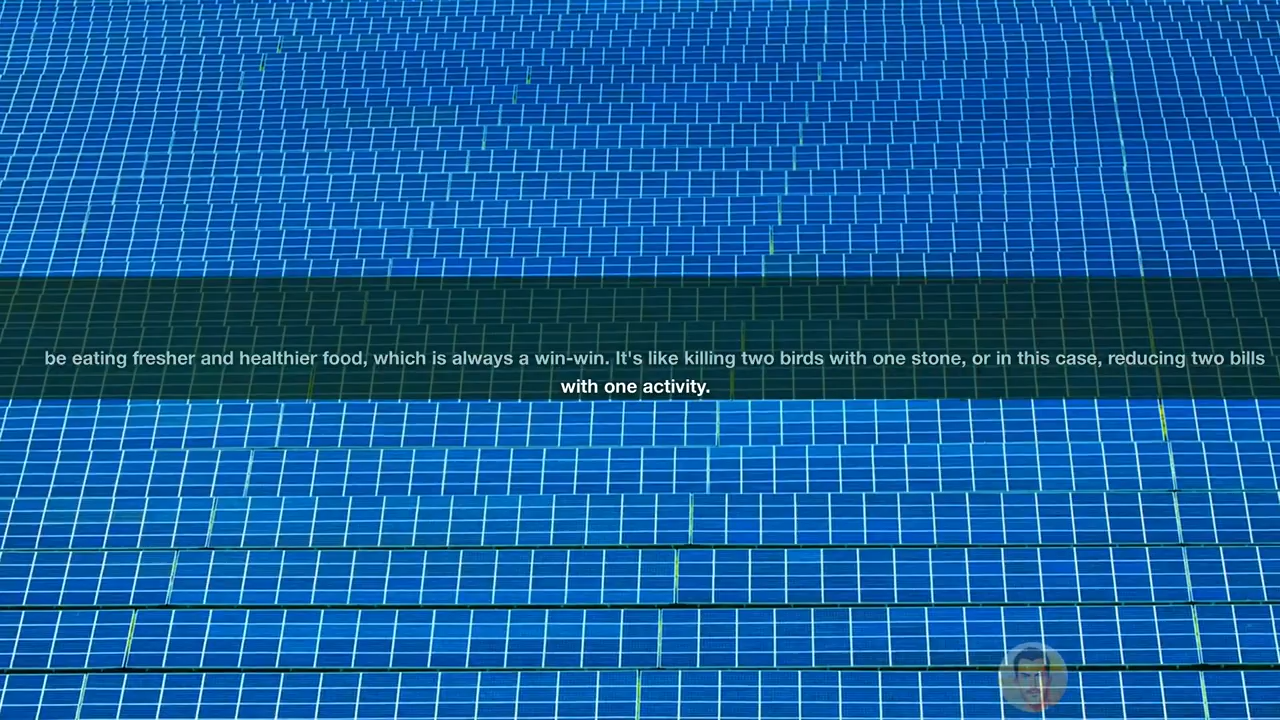 be eating fresher and healthier food, which is always a win-win. It's like killing two birds with one stone, or in this case, reducing two bills
with one activity.